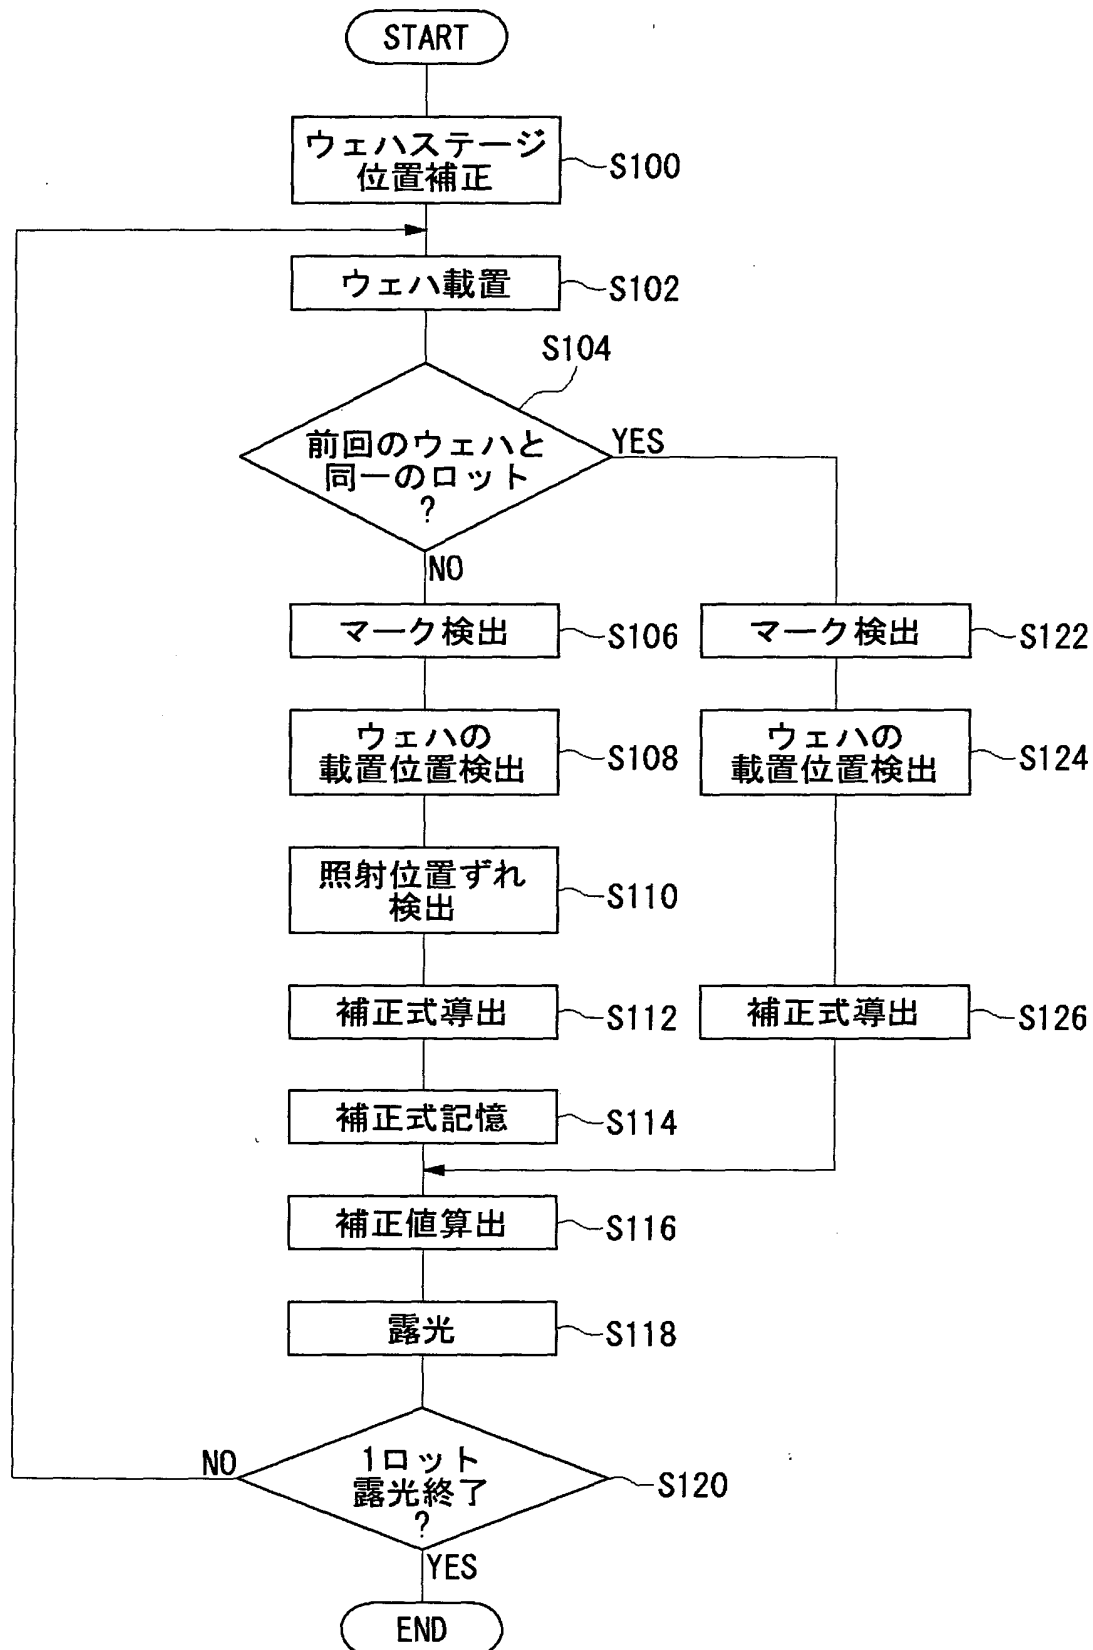 START
ウェハステージ
位置補正
S100
ウェハ載置
S102
S104
前回のウェハと
同一のロット
?
YES
NO
マーク検出
S106
マーク検出
S122
ウェハの
載置位置検出
S108
ウェハの
載置位置検出
S124
照射位置ずれ
検出
S110
補正式導出
S112
補正式導出
S126
補正式記憶
S114
補正値算出
S116
露光
S118
1ロット
露光終了
?
S120
NO
YES
END